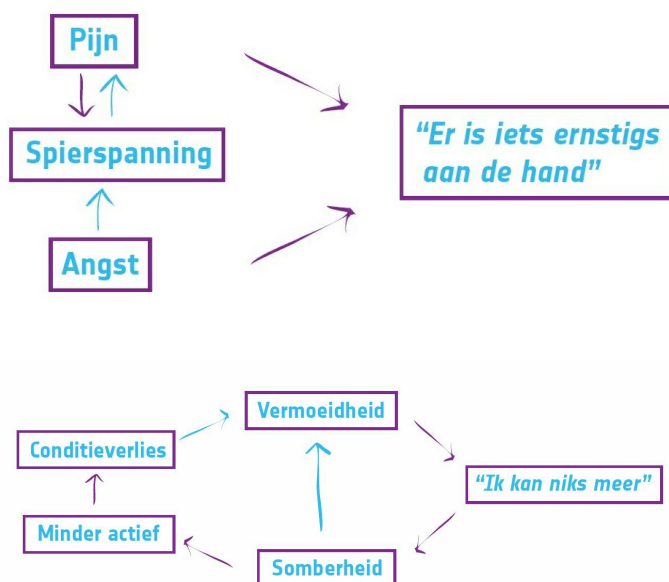 Pijn
Spierspanning
Angst
“Er is iets ernstigs
aan de hand”
Vermoeidheid
Conditieverlies
“Ik kan niks meer”
Minder actief
Somberheid